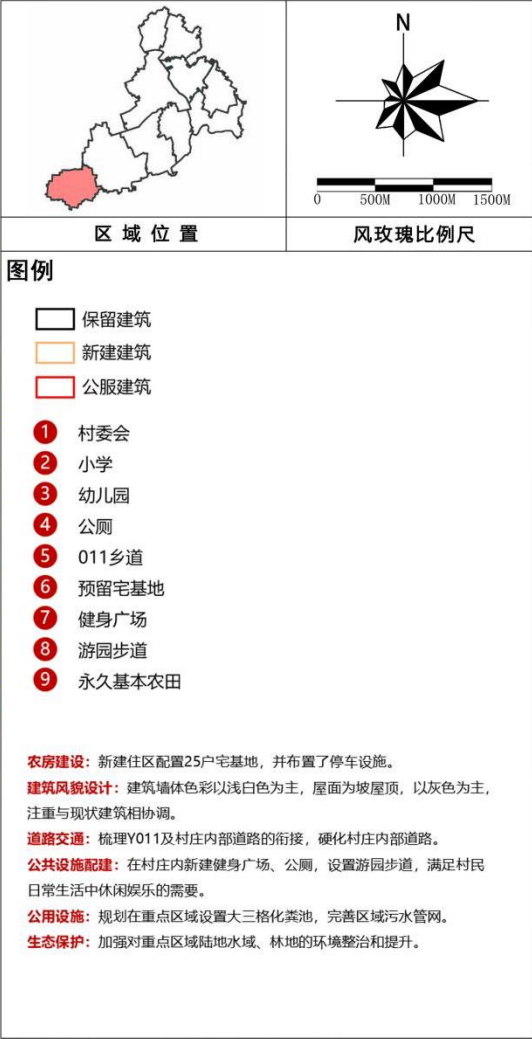 N
0 500M 1000M 1500M
区域位置
风玫瑰比例尺
图例
保留建筑
新建建筑
公服建筑
1 村委会
2 小学
3 幼儿园
4 公厕
5 011乡道
6 预留宅基地
7 健身广场
8 游园步道
9 永久基本农田
农房建设：新建住区配置25户宅基地，并布置了停车设施。
建筑风貌设计：建筑墙体色彩以浅白色为主，屋面为坡屋顶，以灰色为主，
注重与现状建筑相协调。
道路交通：梳理Y011及村庄内部道路的衔接，硬化村庄内部道路。
公共设施配建：在村庄内新建健身广场、公厕，设置游园步道，满足村民
日常生活中休闲娱乐的需要。
公用设施：规划在重点区域设置大三格化粪池，完善区域污水管网。
生态保护：加强对重点区域陆地水域、林地的环境整治和提升。